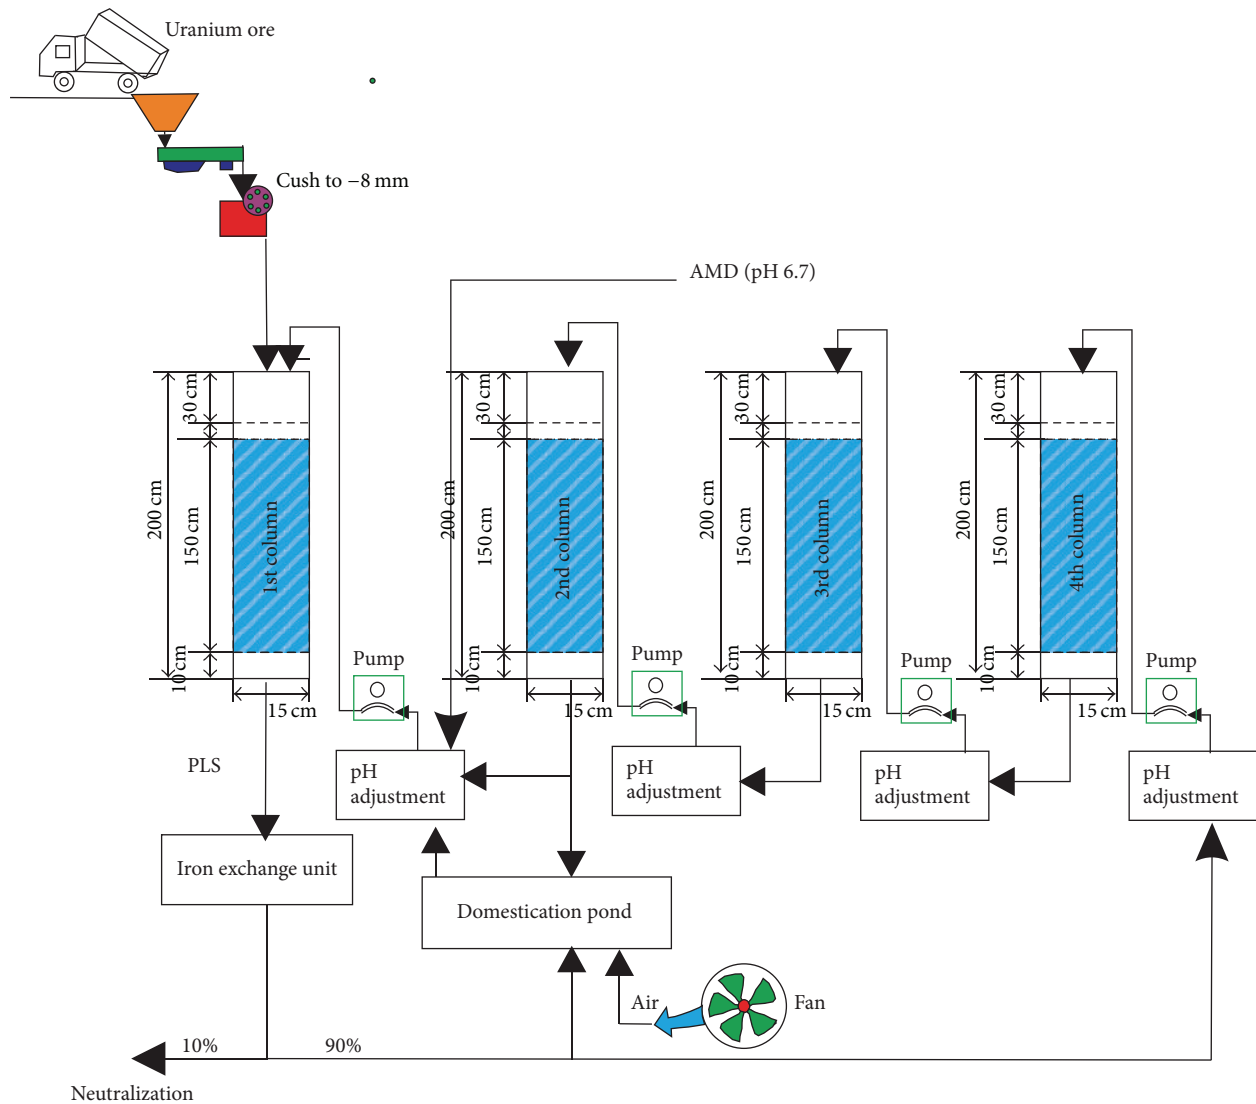 Uranium ore
Cush to −8 mm
AMD (pH 6.7)
30 cm
200 cm
150 cm
10 cm
15 cm
1st column
30 cm
200 cm
150 cm
10 cm
15 cm
2nd column
30 cm
200 cm
150 cm
10 cm
15 cm
3rd column
30 cm
200 cm
150 cm
10 cm
15 cm
4th column
Pump
Pump
Pump
Pump
PLS
pH
adjustment
pH
adjustment
pH
adjustment
pH
adjustment
Iron exchange unit
Domestication pond
Air
Fan
10%
90%
Neutralization